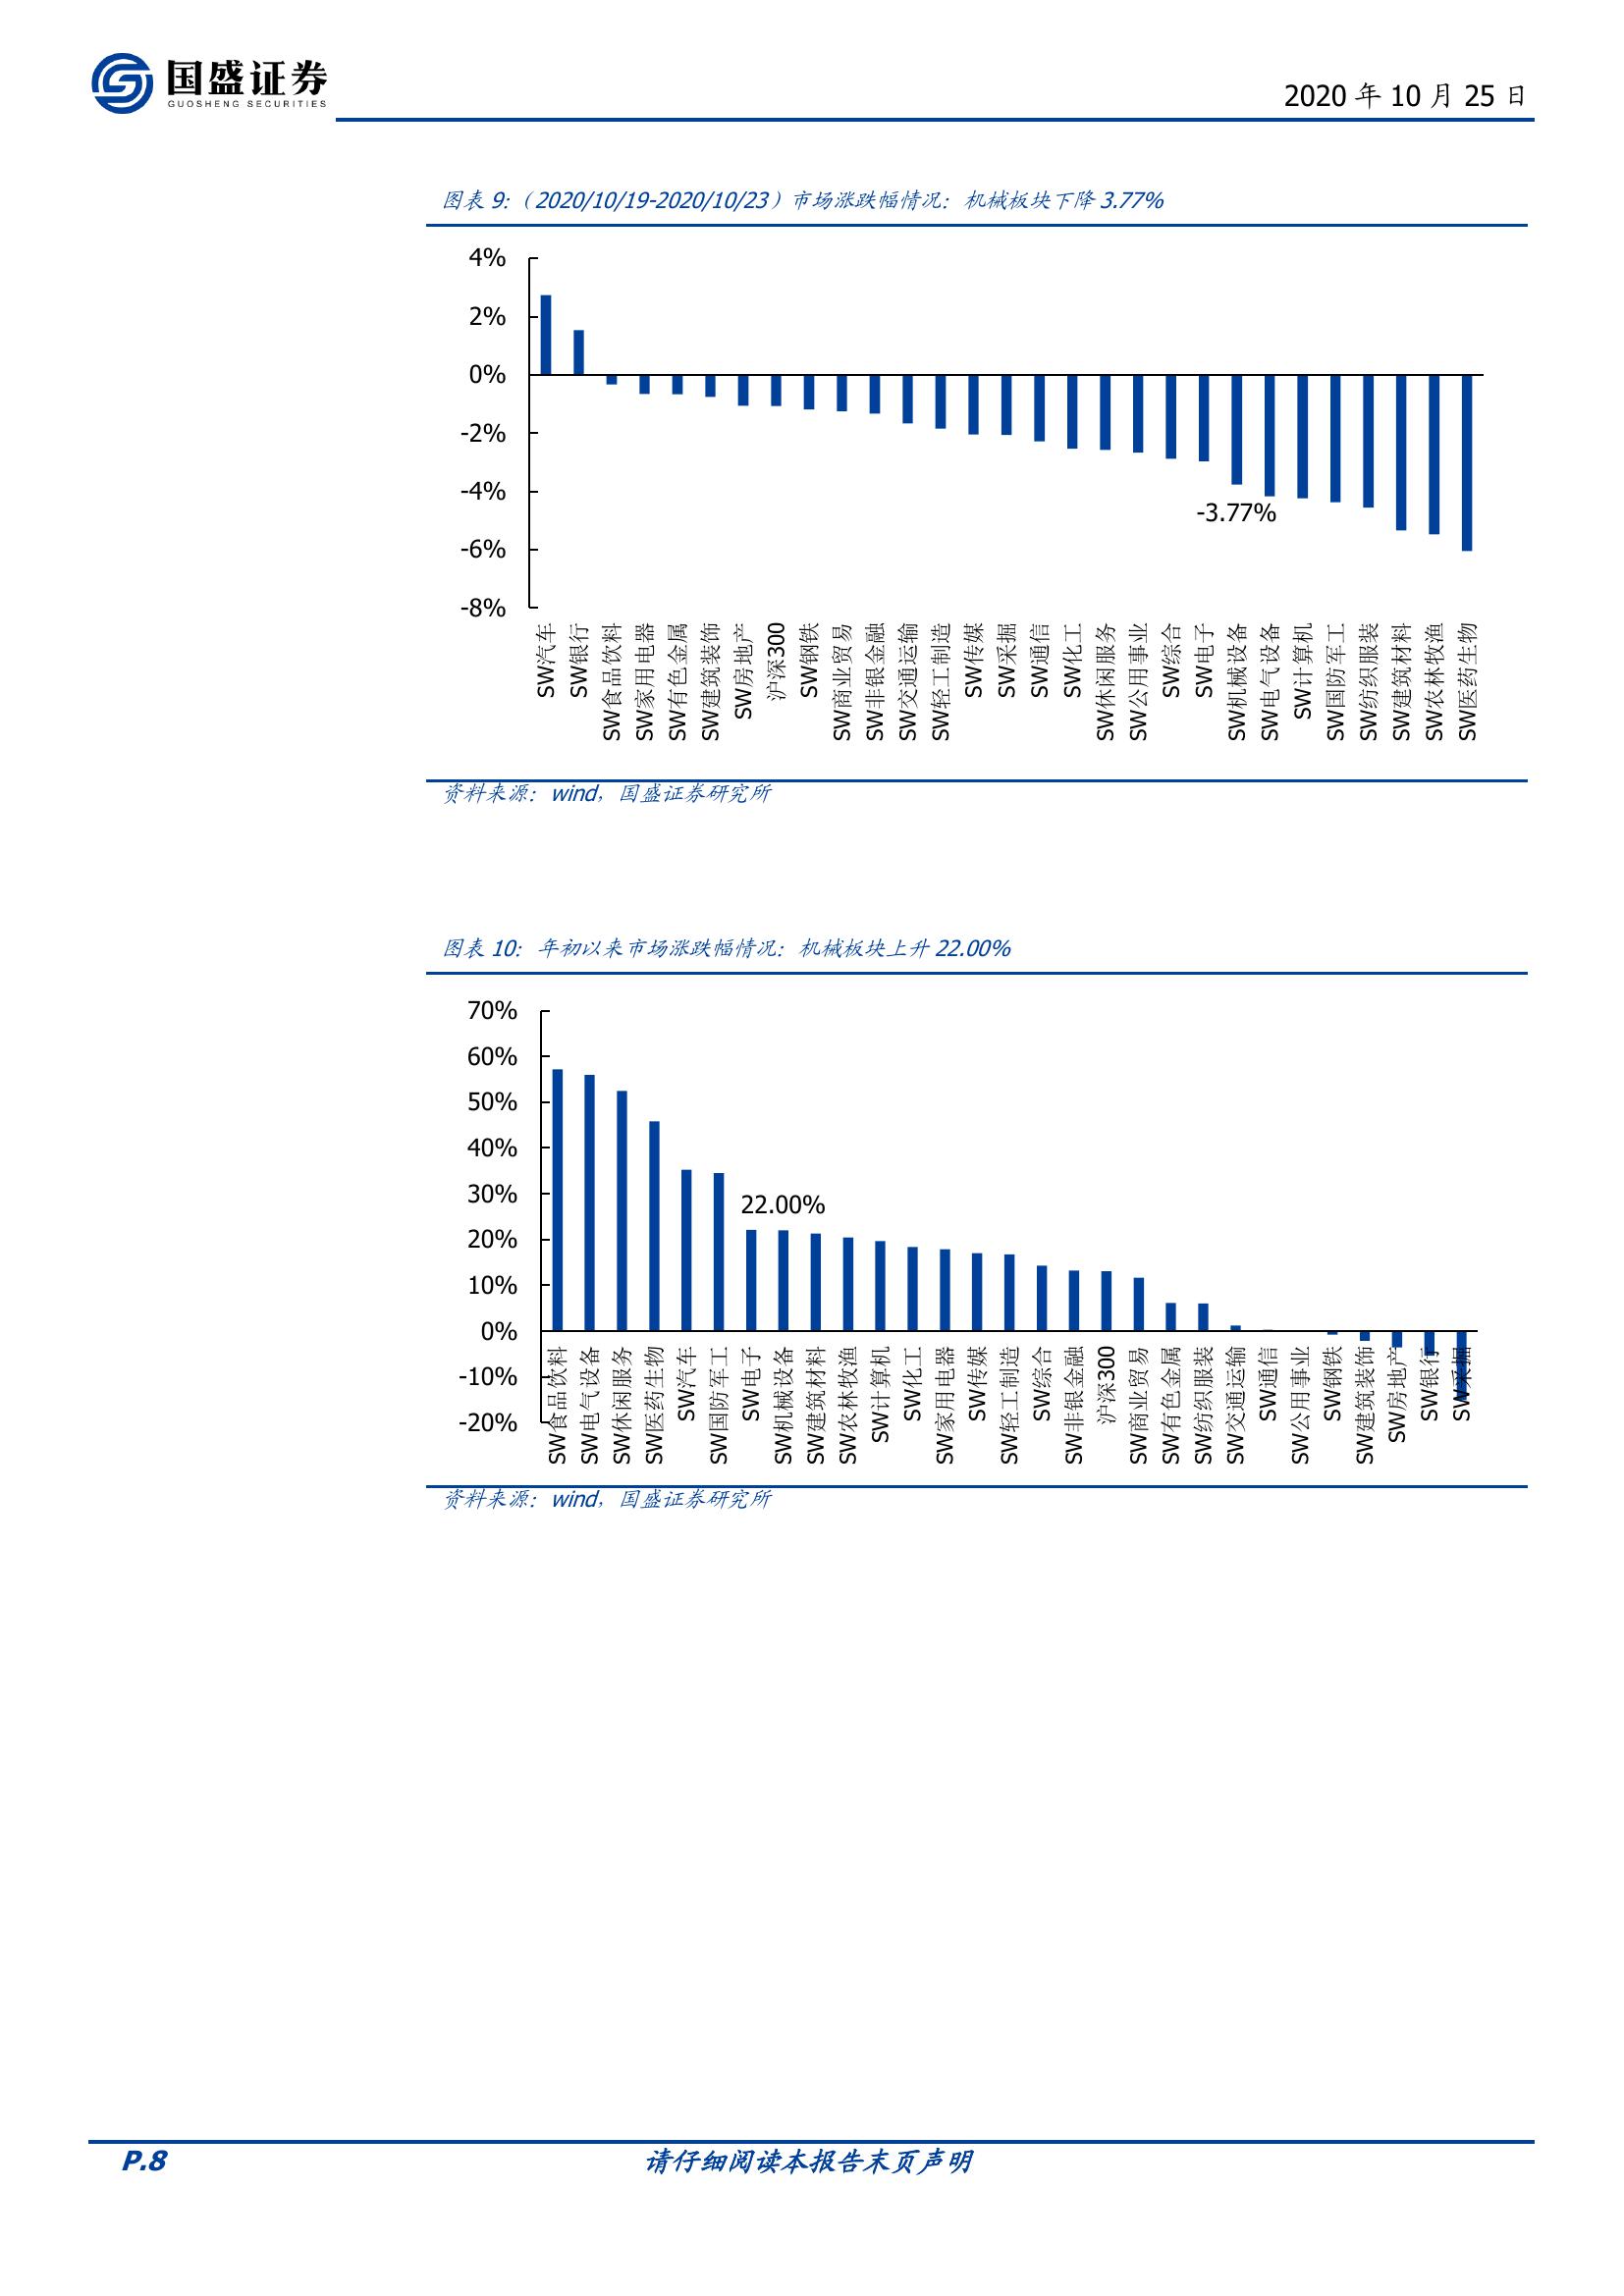 国盛证券
GUOSHENG SECURITIES
2020 年 10 月 25 日
图表 9:（2020/10/19-2020/10/23）市场涨跌幅情况：机械板块下降 3.77%
4%
2%
0%
-2%
-4%
-6%
-8%
-3.77%
SW汽车
SW银行
SW食品饮料
SW家用电器
SW有色金属
SW建筑装饰
SW房地产
沪深300
SW钢铁
SW商业贸易
SW非银金融
SW交通运输
SW轻工制造
SW传媒
SW采掘
SW通信
SW化工
SW休闲服务
SW公用事业
SW综合
SW电子
SW机械设备
SW电气设备
SW计算机
SW国防军工
SW纺织服装
SW建筑材料
SW农林牧渔
SW医药生物
资料来源：wind，国盛证券研究所
图表 10：年初以来市场涨跌幅情况：机械板块上升 22.00%
70%
60%
50%
40%
30%
20%
10%
0%
-10%
-20%
22.00%
SW食品饮料
SW电气设备
SW休闲服务
SW医药生物
SW汽车
SW国防军工
SW电子
SW机械设备
SW建筑材料
SW农林牧渔
SW计算机
SW化工
SW家用电器
SW传媒
SW轻工制造
SW综合
SW非银金融
沪深300
SW商业贸易
SW有色金属
SW纺织服装
SW交通运输
SW通信
SW公用事业
SW钢铁
SW建筑装饰
SW房地产
SW银行
SW采掘
资料来源：wind，国盛证券研究所
P.8
请仔细阅读本报告末页声明